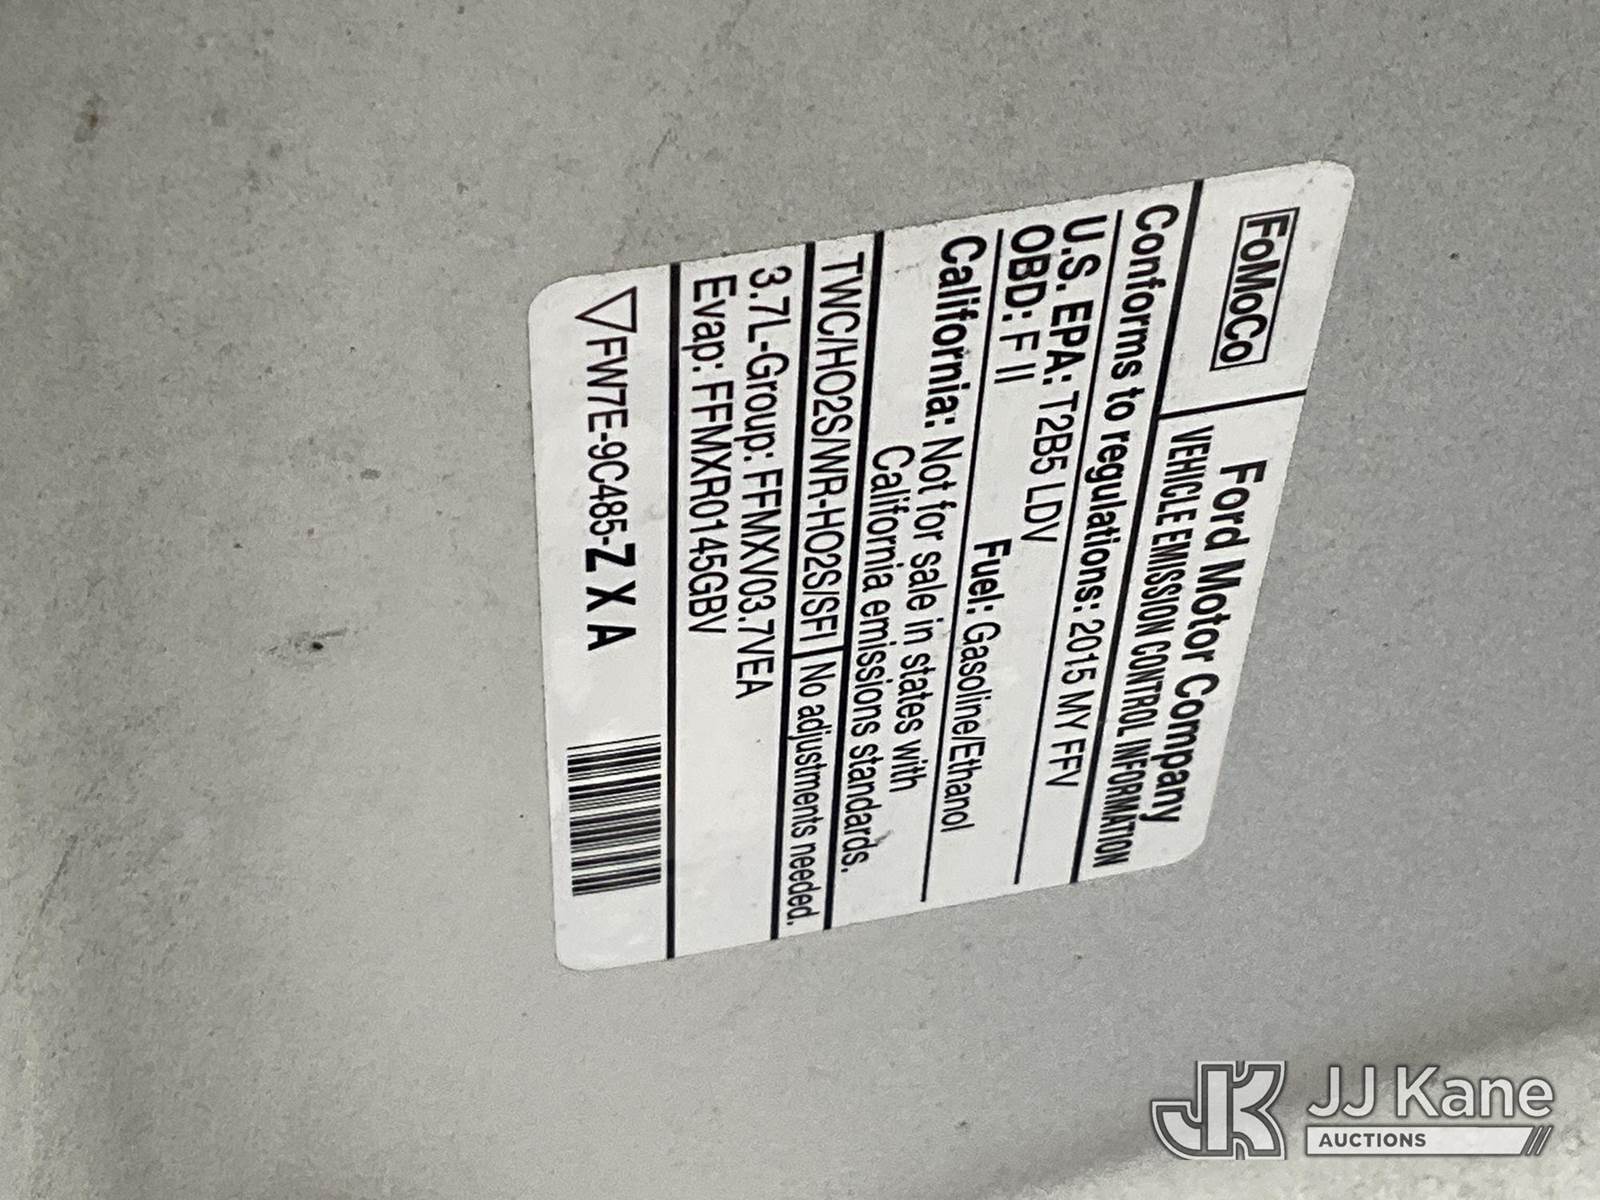 FoMoCo
Ford Motor Company
VEHICLE EMISSION CONTROL INFORMATION
Conforms to regulations: 2015 MY FFV
U.S. EPA: T2B5 LDV
OBD: F II Fuel: Gasoline/Ethanol
California: Not for sale in states with
California emissions standards.
TWC/HO2S/WR-HO2S/SFI No adjustments needed.
3.7L-Group: FFMXV03.7VEA
Evap: FFMXR0145GBV
FW7E-9C485-Z X A
JK JJ Kane
AUCTIONS